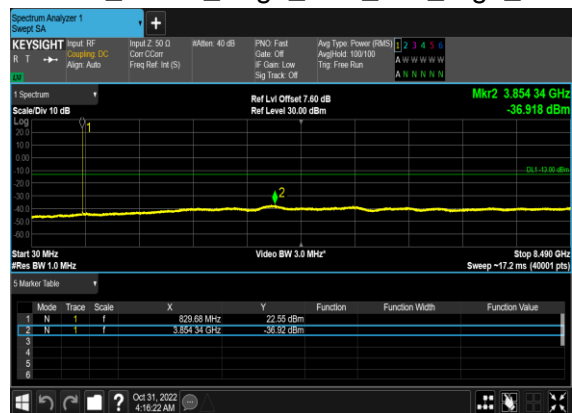 Spectrum Analyzer 1
Swept SA
+
KEYSIGHT Input: RF Input Z: 50 Ω #Atten: 40 dB PNO: Fast Avg Type: Power (RMS) 1 2 3 4 5 6
R T Coupling: DC Corr CCorr Gate: Off Avg|Hold: 100/100 A W W W W W
Align: Auto Freq Ref: Int (S) IF Gain: Low Trig: Free Run
Sig Track: Off A N N N N N
1 Spectrum Ref Lvl Offset 7.60 dB Mkr2 3.854 34 GHz
Scale/Div 10 dB Ref Level 30.00 dBm -36.918 dBm
Log
1
20.0
10.0
0.00
-10.0 DL1 -13.00 dBm
-20.0
-30.0 2
-40.0
-50.0
-60.0
Start 30 MHz Video BW 3.0 MHz* Stop 8.490 GHz
#Res BW 1.0 MHz Sweep ~17.2 ms (40001 pts)
5 Marker Table
Mode Trace Scale X Y Function Function Width Function Value
1 N 1 f 829.68 MHz 22.55 dBm
2 N 1 f 3.854 34 GHz -36.92 dBm
3
4
5
6
? Oct 31, 2022
4:16:22 AM